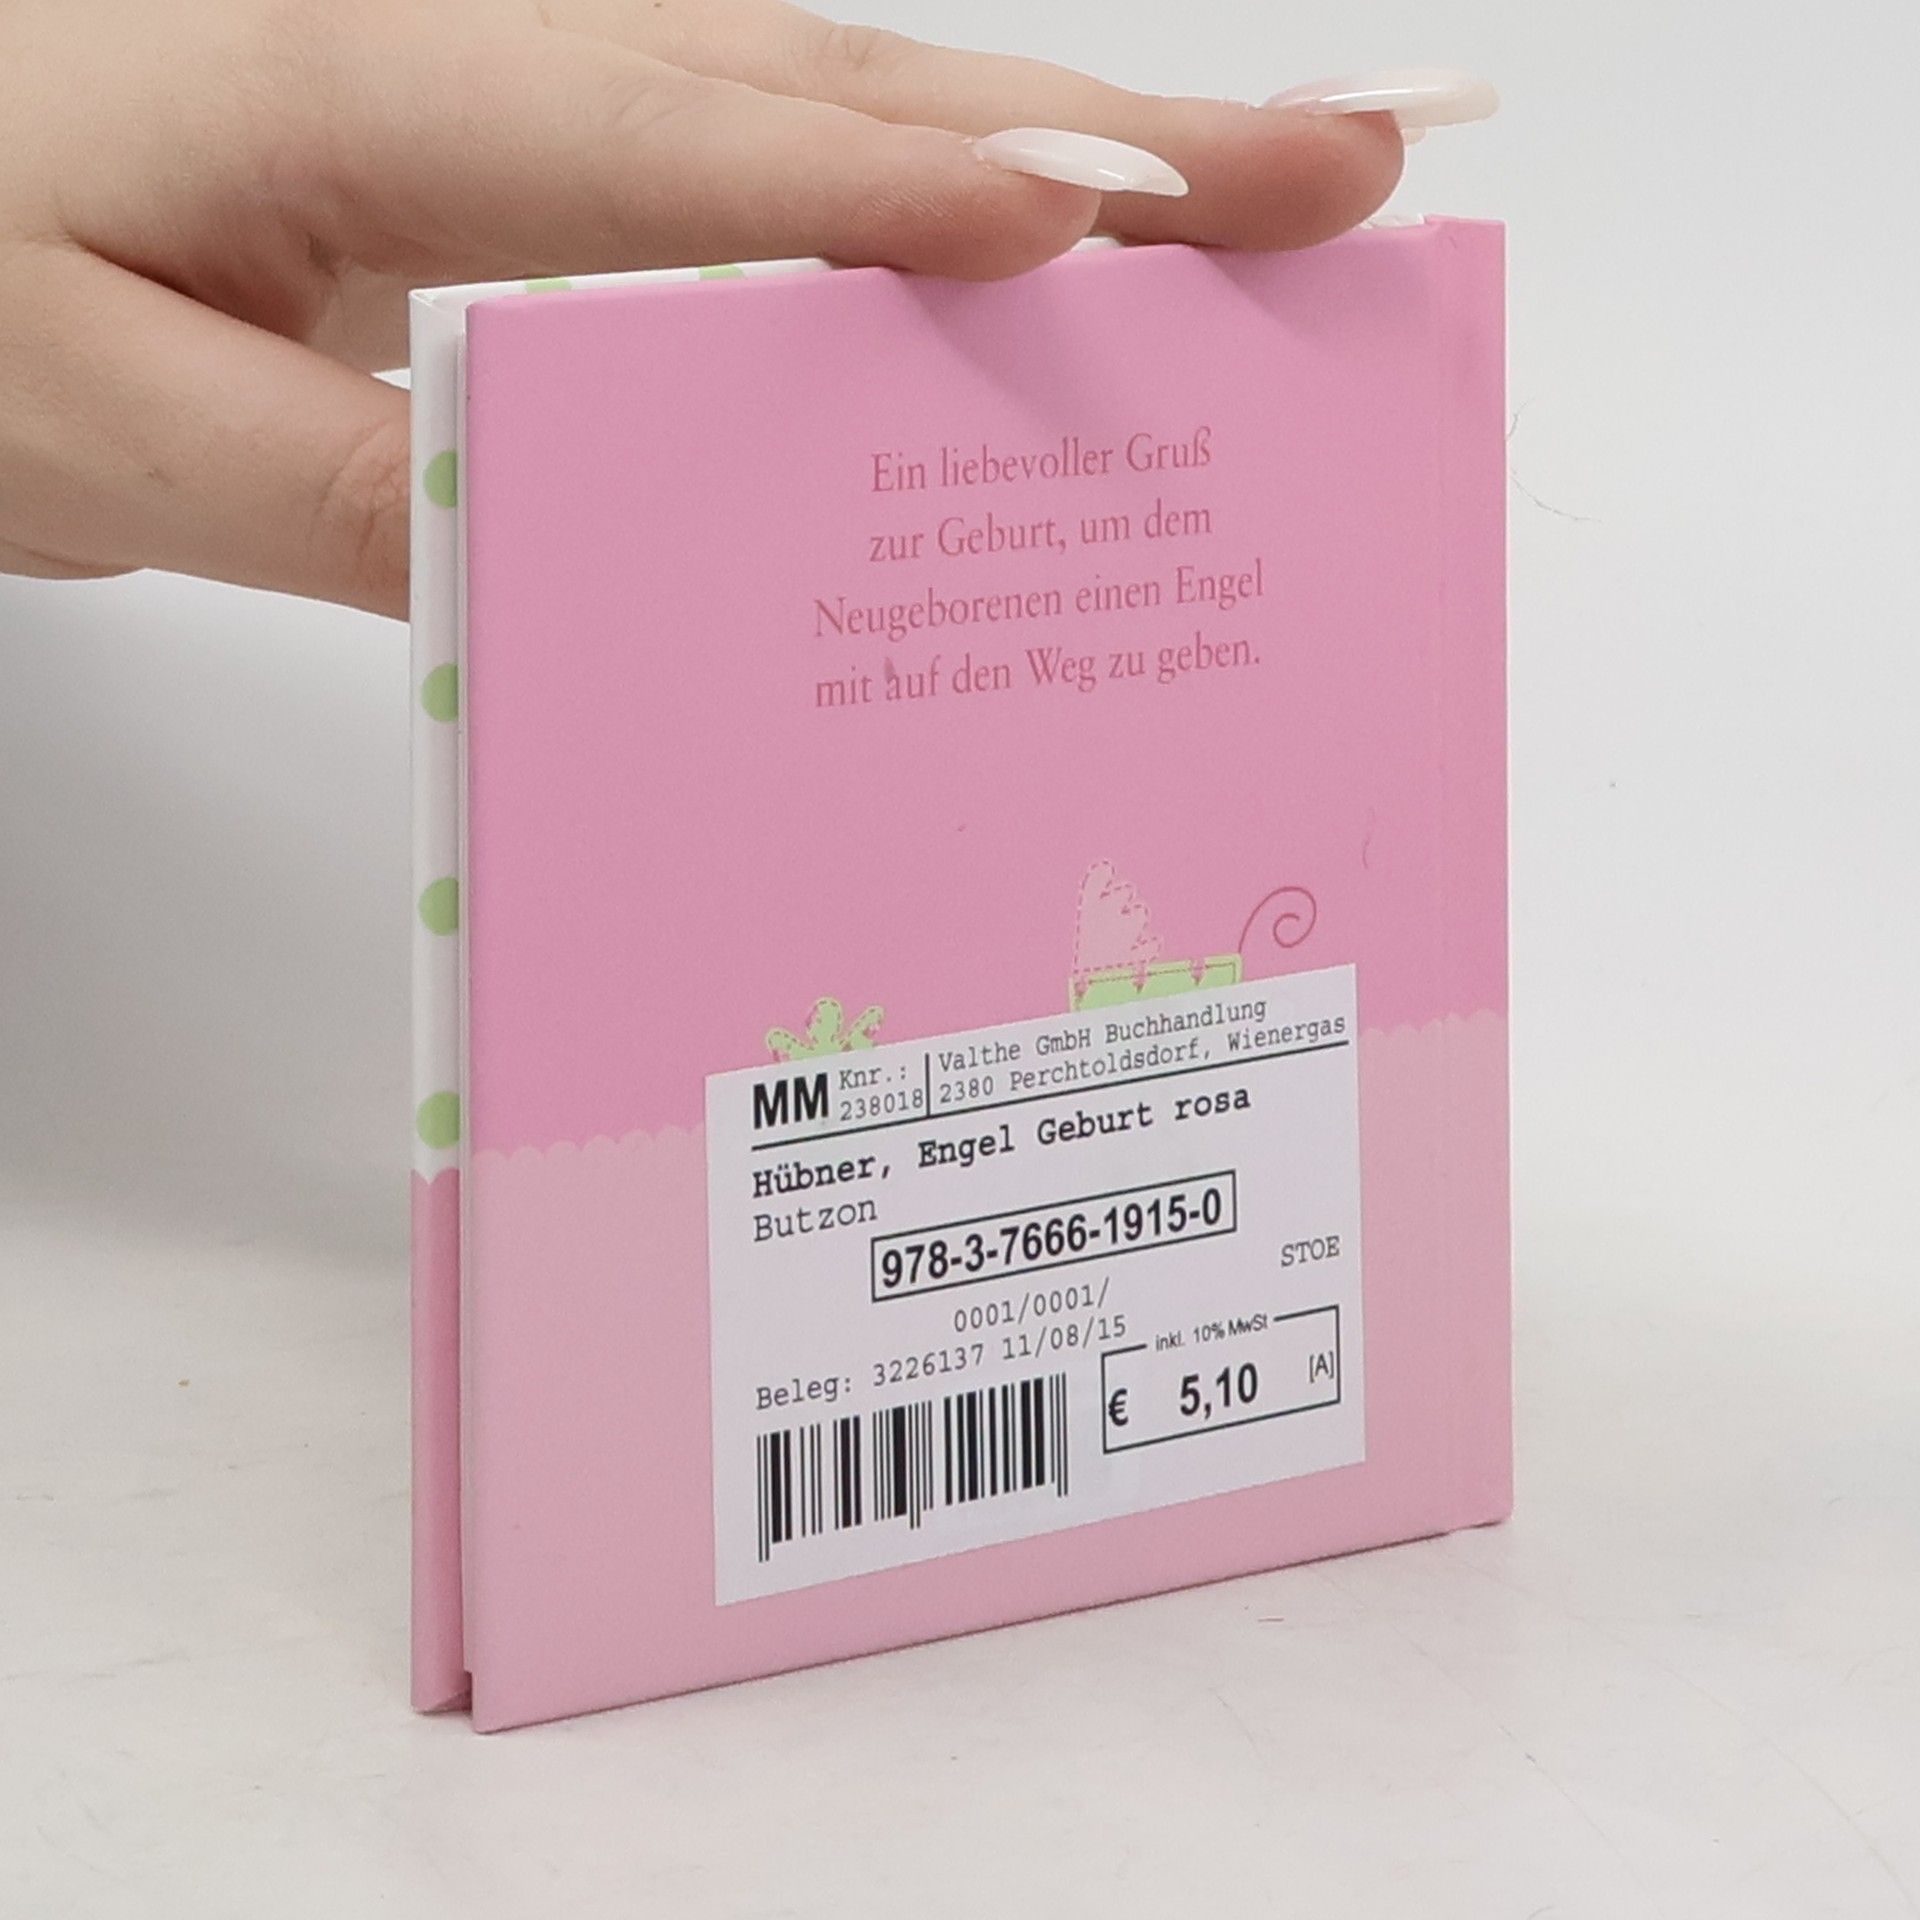 Ein liebevoller Gruß
zur Geburt, um dem
Neugeborenen einen Engel
mit auf den Weg zu geben.
MM
Knr.:
238018
Valthe GmbH Buchhandlung
2380 Perchtoldsdorf, Wienergas
Hübner, Engel Geburt rosa
Butzon
978-3-7666-1915-0
STOE
0001/0001/
Beleg: 3226137 11/08/15
inkl. 10% MwSt
€ 5,10 [A]